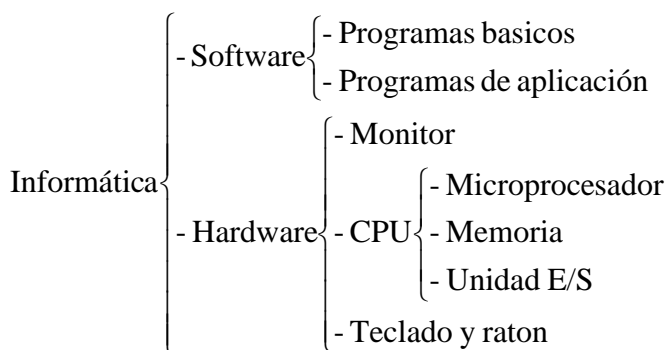 Informática
- Software
- Programas basicos
- Programas de aplicación
- Hardware
- Monitor
- CPU
- Microprocesador
- Memoria
- Unidad E/S
- Teclado y raton